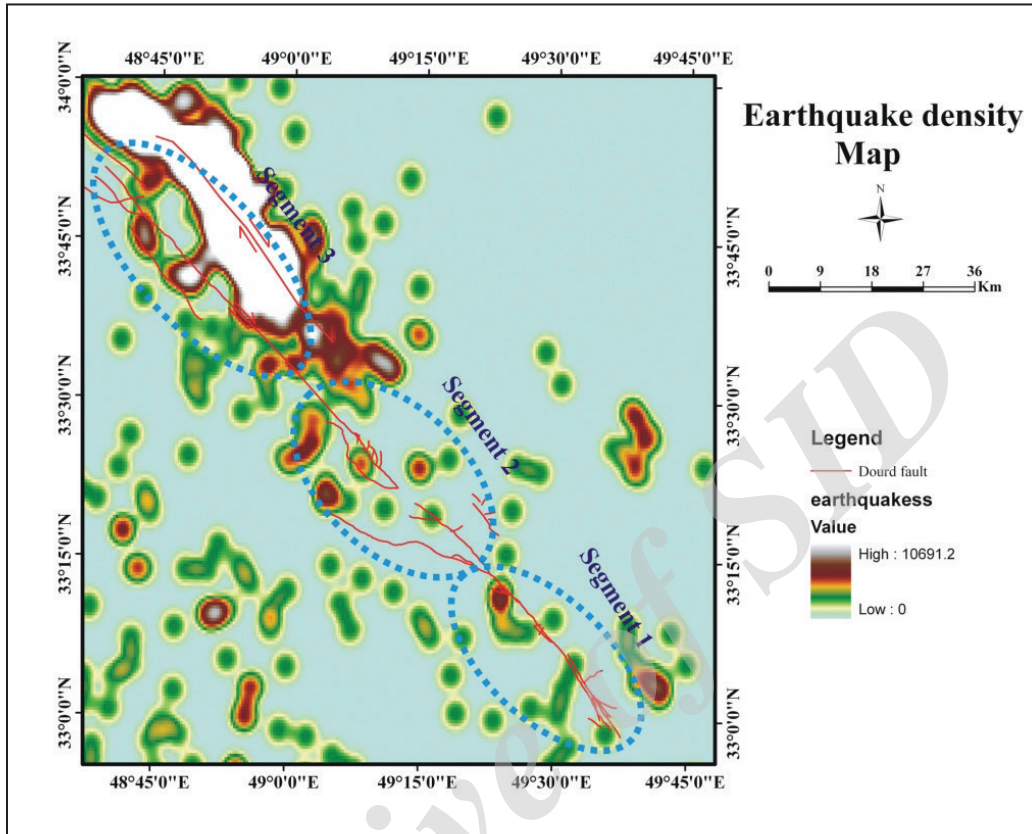 48°45'0"E 49°0'0"E 49°15'0"E 49°30'0"E 49°45'0"E
34°0'0"N
33°45'0"N
33°30'0"N
33°15'0"N
33°0'0"N
Segment 3
Segment 2
Segment 1
33°45'0"N
33°30'0"N
33°15'0"N
33°0'0"N
48°45'0"E 49°0'0"E 49°15'0"E 49°30'0"E 49°45'0"E
Earthquake density
Map
N
0 9 18 27 36
Km
Legend
Dourd fault
earthquakess
Value
High : 10691.2
Low : 0
ive of SID